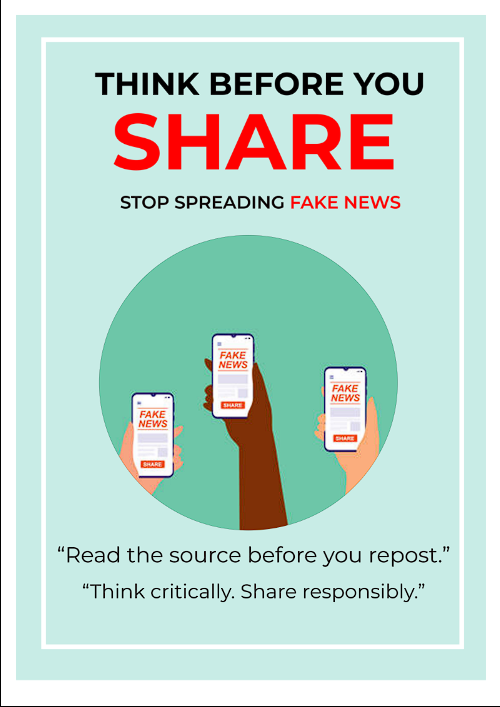 THINK BEFORE YOU
SHARE
STOP SPREADING FAKE NEWS
FAKE
NEWS
SHARE
FAKE
NEWS
SHARE
FAKE
NEWS
SHARE
“Read the source before you repost.”
“Think critically. Share responsibly.”